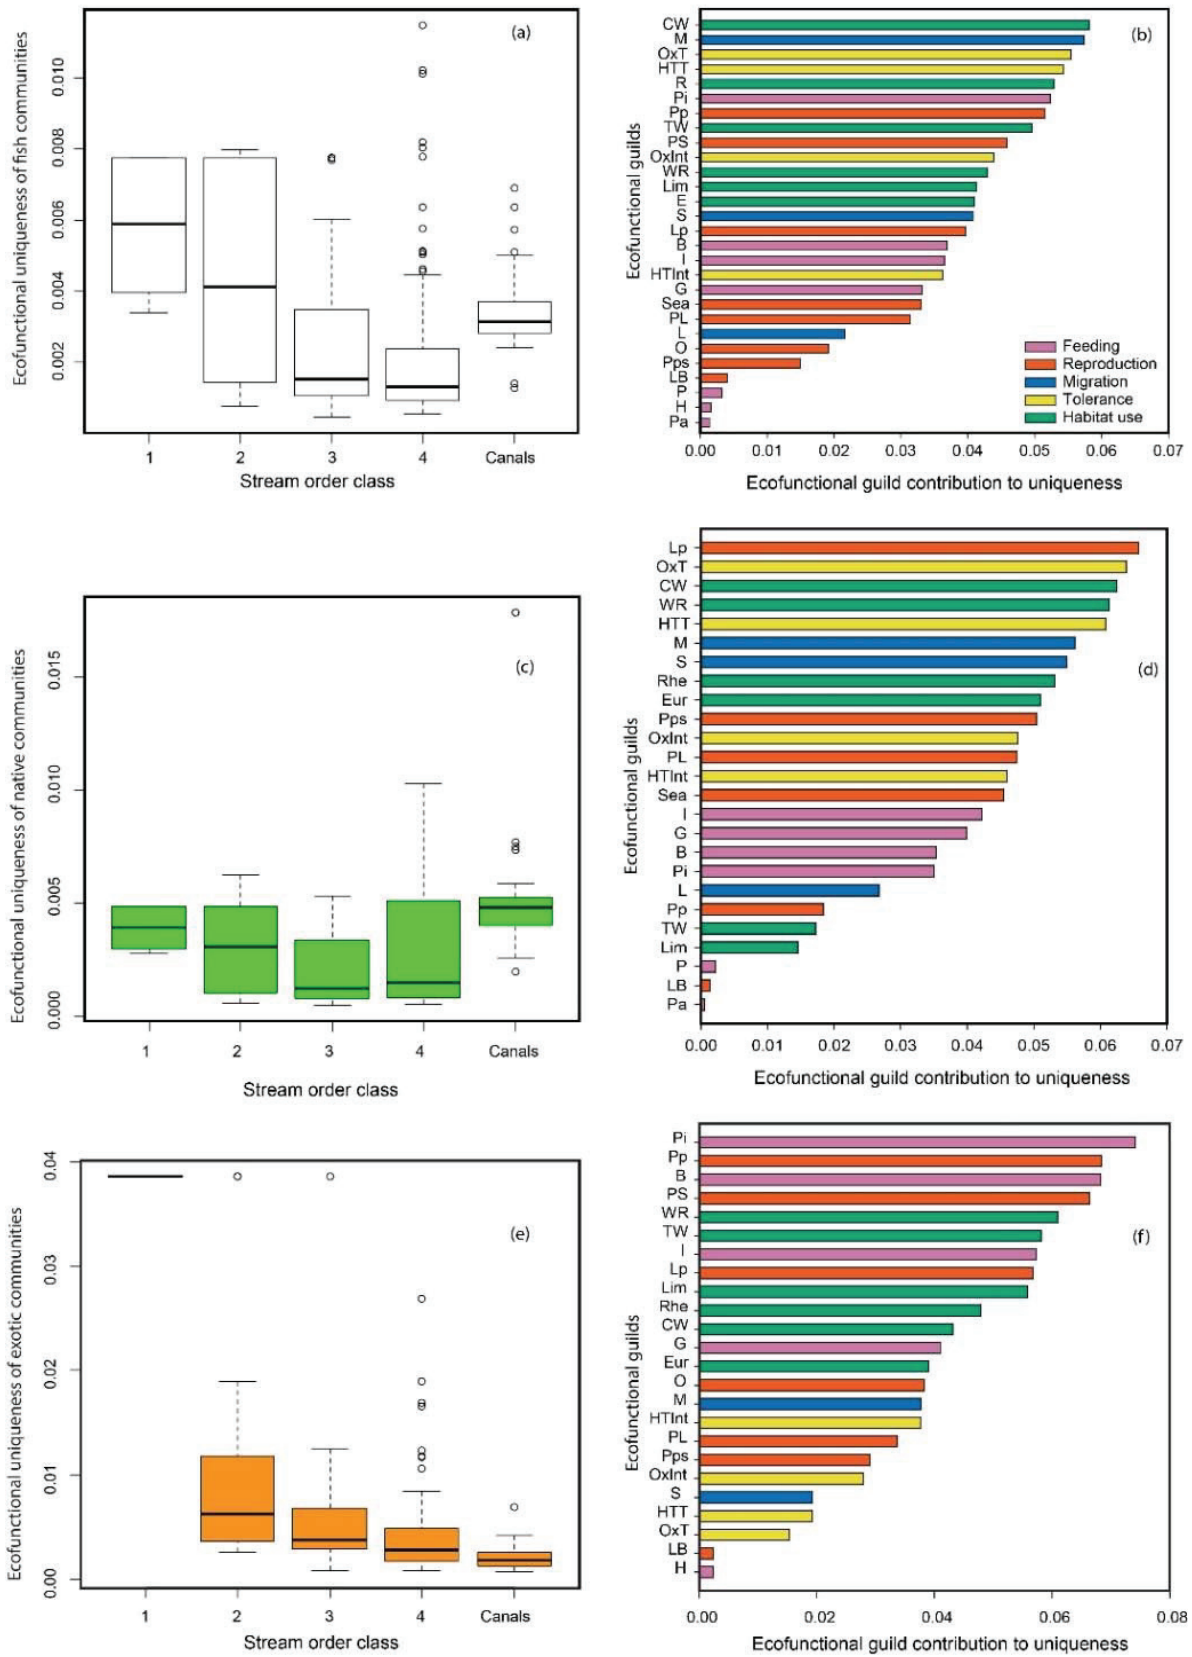 (a)
Ecofunctional uniqueness of fish communities
0.010
0.008
0.006
0.004
0.002
1 2 3 4 Canals
Stream order class
(b)
Ecofunctional guilds
CW
M
OxT
HTT
R
Pi
Pp
TW
PS
OxInt
WR
Lim
E
S
Lp
B
I
HTInt
G
Sea
PL
L
O
Pps
LB
P
H
Pa
Feeding
Reproduction
Migration
Tolerance
Habitat use
0.00 0.01 0.02 0.03 0.04 0.05 0.06 0.07
Ecofunctional guild contribution to uniqueness
(c)
Ecofunctional uniqueness of native communities
0.015
0.010
0.005
0.000
1 2 3 4 Canals
Stream order class
(d)
Ecofunctional guilds
Lp
OxT
CW
WR
HTT
M
S
Rhe
Eur
Pps
OxInt
PL
HTInt
Sea
I
G
B
Pi
L
Pp
TW
Lim
P
LB
Pa
0.00 0.01 0.02 0.03 0.04 0.05 0.06 0.07
Ecofunctional guild contribution to uniqueness
(e)
Ecofunctional uniqueness of exotic communities
0.04
0.03
0.02
0.01
0.00
1 2 3 4 Canals
Stream order class
(f)
Ecofunctional guilds
Pi
Pp
B
PS
WR
TW
I
Lp
Lim
Rhe
CW
G
Eur
O
M
HTInt
PL
Pps
OxInt
S
HTT
OxT
LB
H
0.00 0.02 0.04 0.06 0.08
Ecofunctional guild contribution to uniqueness